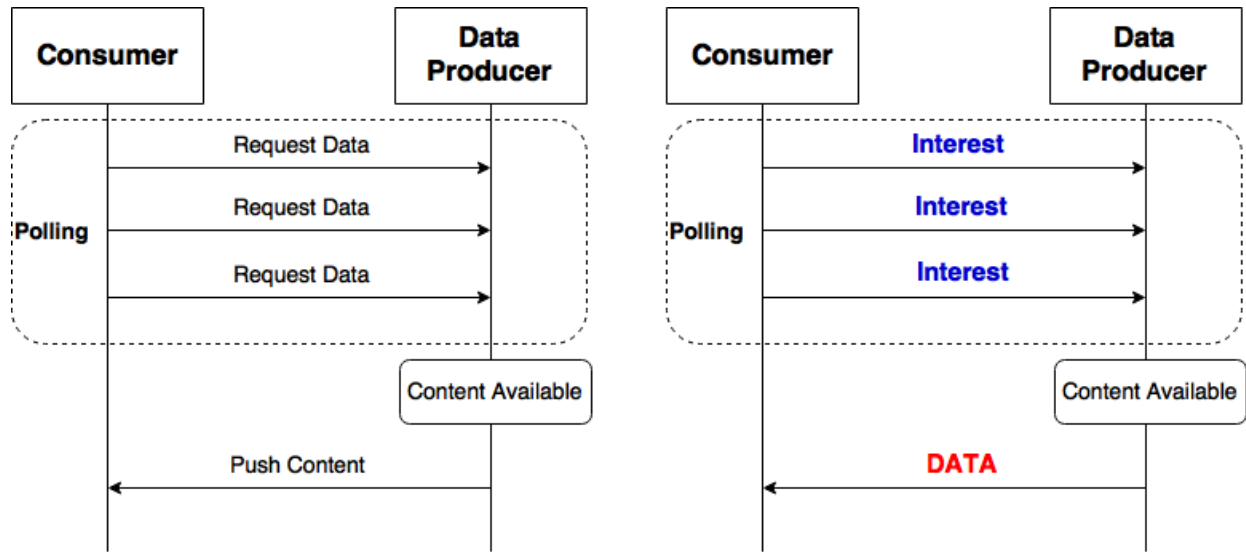 Consumer
Data
Producer
Request Data
Request Data
Polling
Request Data
Content Available
Push Content
Consumer
Data
Producer
Interest
Interest
Polling
Interest
Content Available
DATA